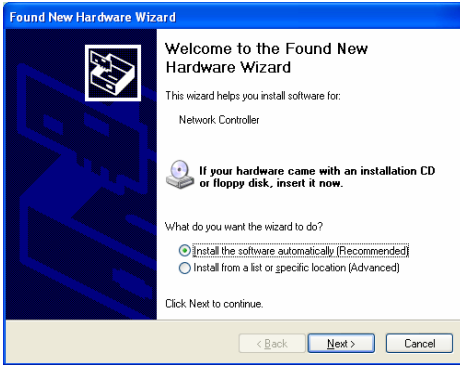 Found New Hardware Wizard
Welcome to the Found New
Hardware Wizard
This wizard helps you install software for:
Network Controller
If your hardware came with an installation CD
or floppy disk, insert it now.
What do you want the wizard to do?
Install the software automatically (Recommended)
Install from a list or specific location (Advanced)
Click Next to continue.
< Back Next > Cancel